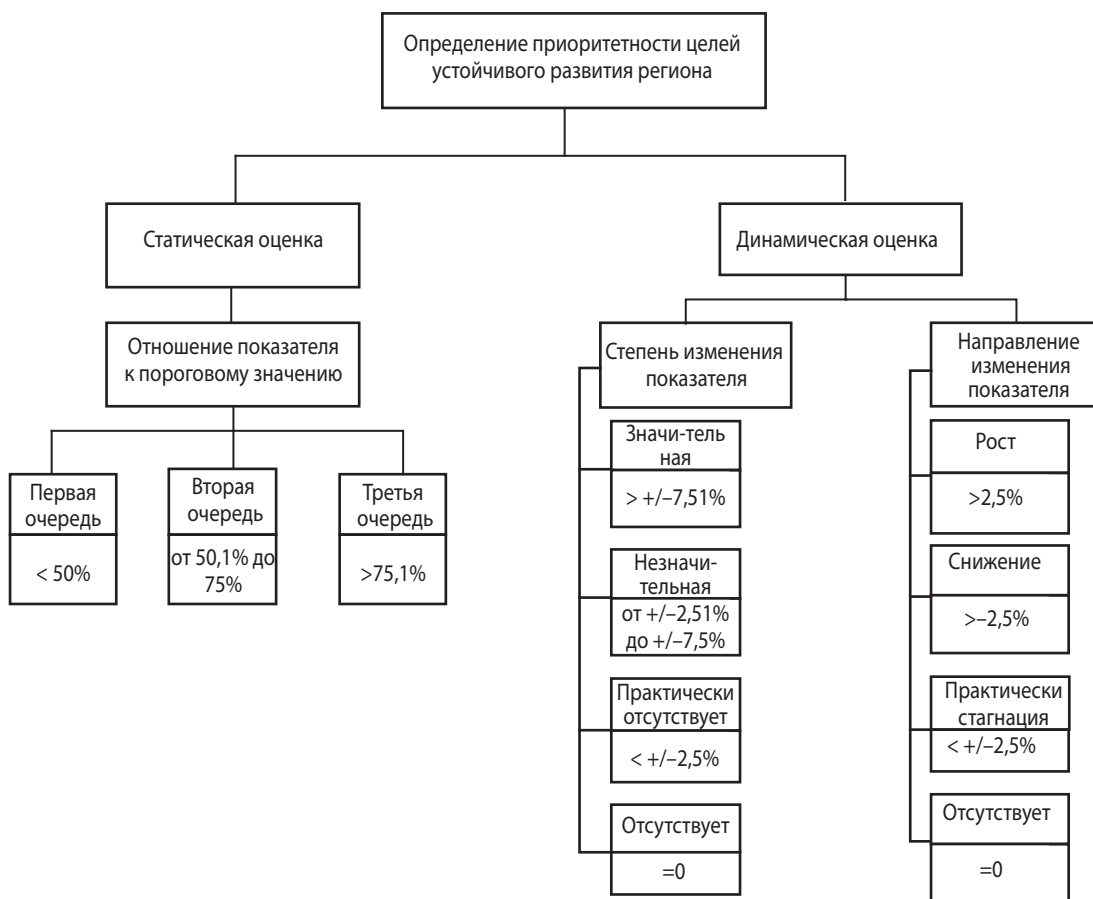 Определение приоритетности целей
устойчивого развития региона
Статическая оценка
Динамическая оценка
Отношение показателя
к пороговому значению
Первая
очередь
< 50%
Вторая
очередь
от 50,1% до
75%
Третья
очередь
>75,1%
Степень изменения
показателя
Значи-тель
ная
> +/–7,51%
Незначи-
тельная
от +/–2,51%
до +/–7,5%
Практически
отсутствует
< +/–2,5%
Отсутствует
=0
Направление
изменения
показателя
Рост
>2,5%
Снижение
>–2,5%
Практически
стагнация
< +/–2,5%
Отсутствует
=0